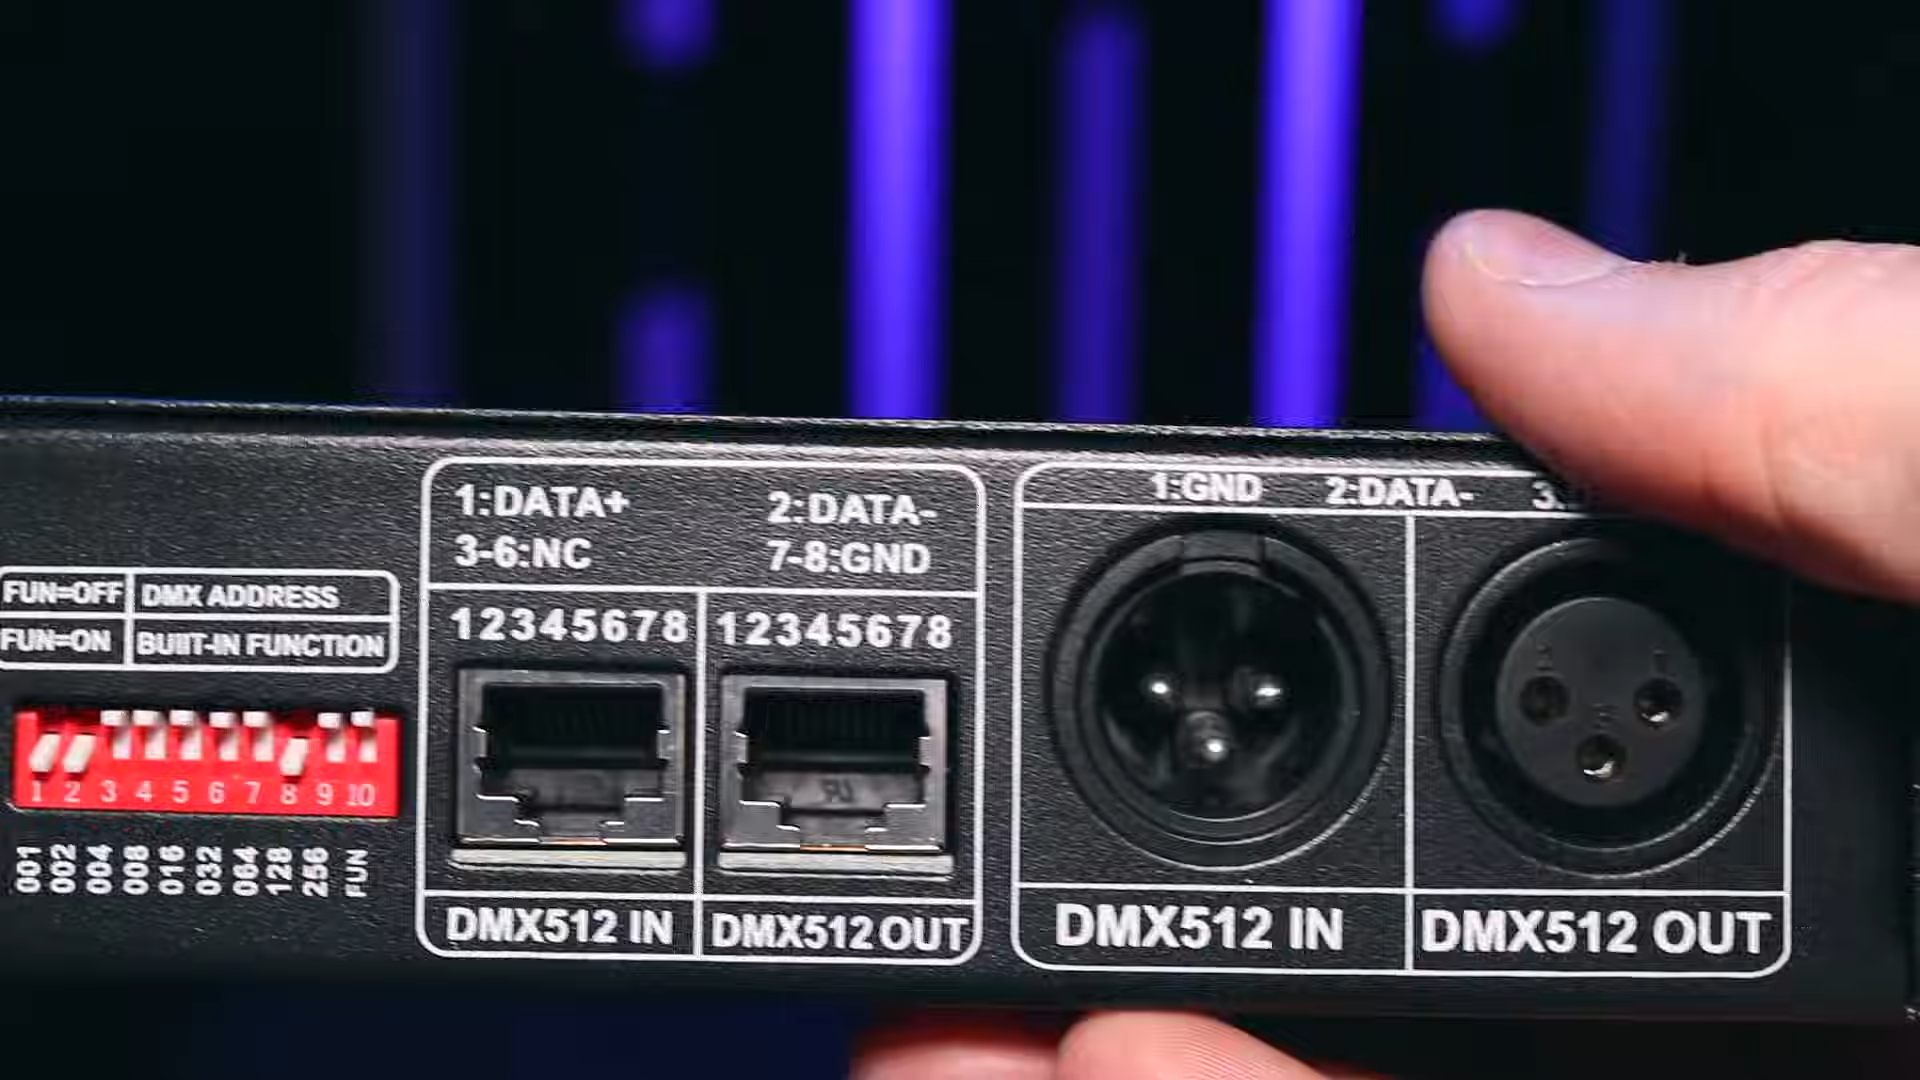 FUN=OFF DMX ADDRESS
FUN=ON BUIIT-IN FUNCTION
1 2 3 4 5 6 7 8 9 10
001 002 004 008 016 032 064 128 256 FUN
1:DATA+ 2:DATA-
3-6:NC 7-8:GND
12345678 12345678
DMX512 IN DMX512 OUT
1:GND 2:DATA- 3:
DMX512 IN DMX512 OUT